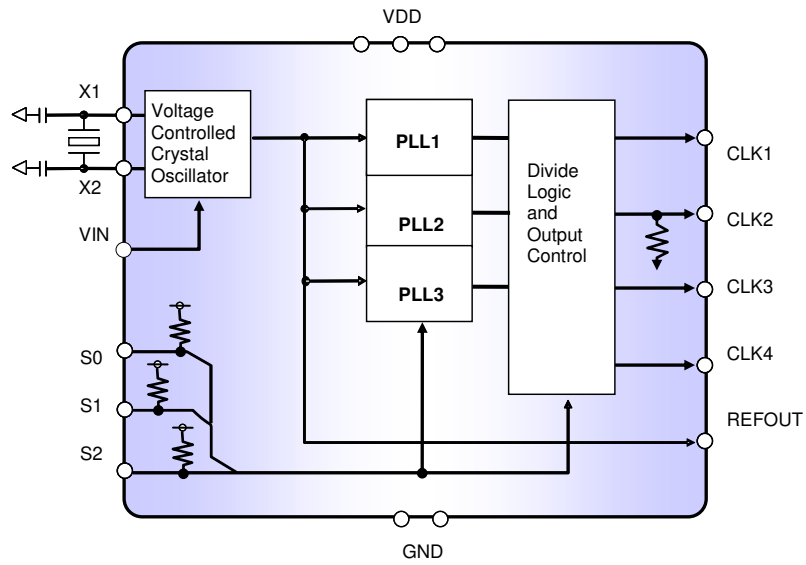 VDD
X1
Voltage
Controlled
Crystal
Oscillator
X2
VIN
PLL1
PLL2
PLL3
Divide
Logic
and
Output
Control
CLK1
CLK2
CLK3
CLK4
REFOUT
S0
S1
S2
GND